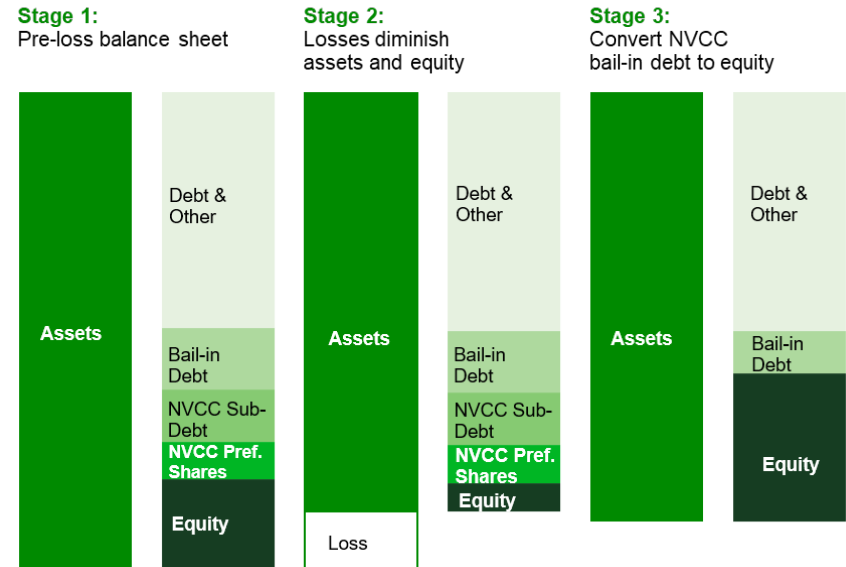 Stage 1:
Pre-loss balance sheet
Stage 2:
Losses diminish
assets and equity
Stage 3:
Convert NVCC
bail-in debt to equity
Assets
Debt &
Other
Bail-in
Debt
NVCC Sub-
Debt
NVCC Pref.
Shares
Equity
Assets
Loss
Debt &
Other
Bail-in
Debt
NVCC Sub-
Debt
NVCC Pref.
Shares
Equity
Assets
Debt &
Other
Bail-in
Debt
Equity